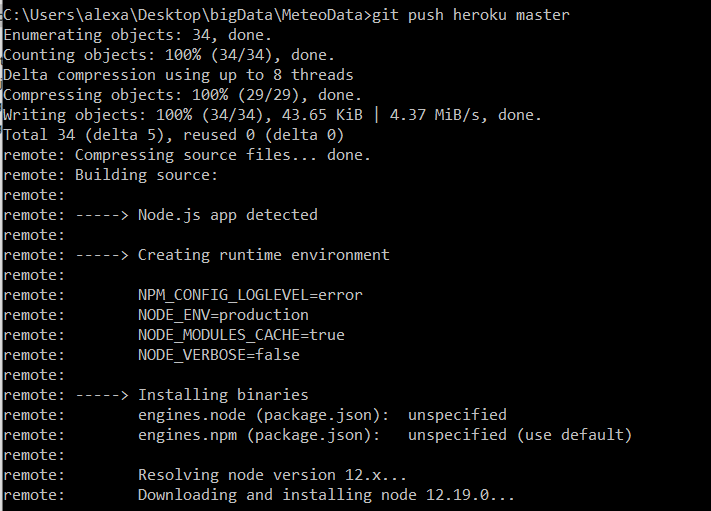 C:\Users\alexa\Desktop\bigData\MeteoData>git push heroku master
Enumerating objects: 34, done.
Counting objects: 100% (34/34), done.
Delta compression using up to 8 threads
Compressing objects: 100% (29/29), done.
Writing objects: 100% (34/34), 43.65 KiB | 4.37 MiB/s, done.
Total 34 (delta 5), reused 0 (delta 0)
remote: Compressing source files... done.
remote: Building source:
remote:
remote: -----> Node.js app detected
remote:
remote: -----> Creating runtime environment
remote:
remote:        NPM_CONFIG_LOGLEVEL=error
remote:        NODE_ENV=production
remote:        NODE_MODULES_CACHE=true
remote:        NODE_VERBOSE=false
remote:
remote: -----> Installing binaries
remote:        engines.node (package.json):  unspecified
remote:        engines.npm (package.json):   unspecified (use default)
remote:
remote:        Resolving node version 12.x...
remote:        Downloading and installing node 12.19.0...